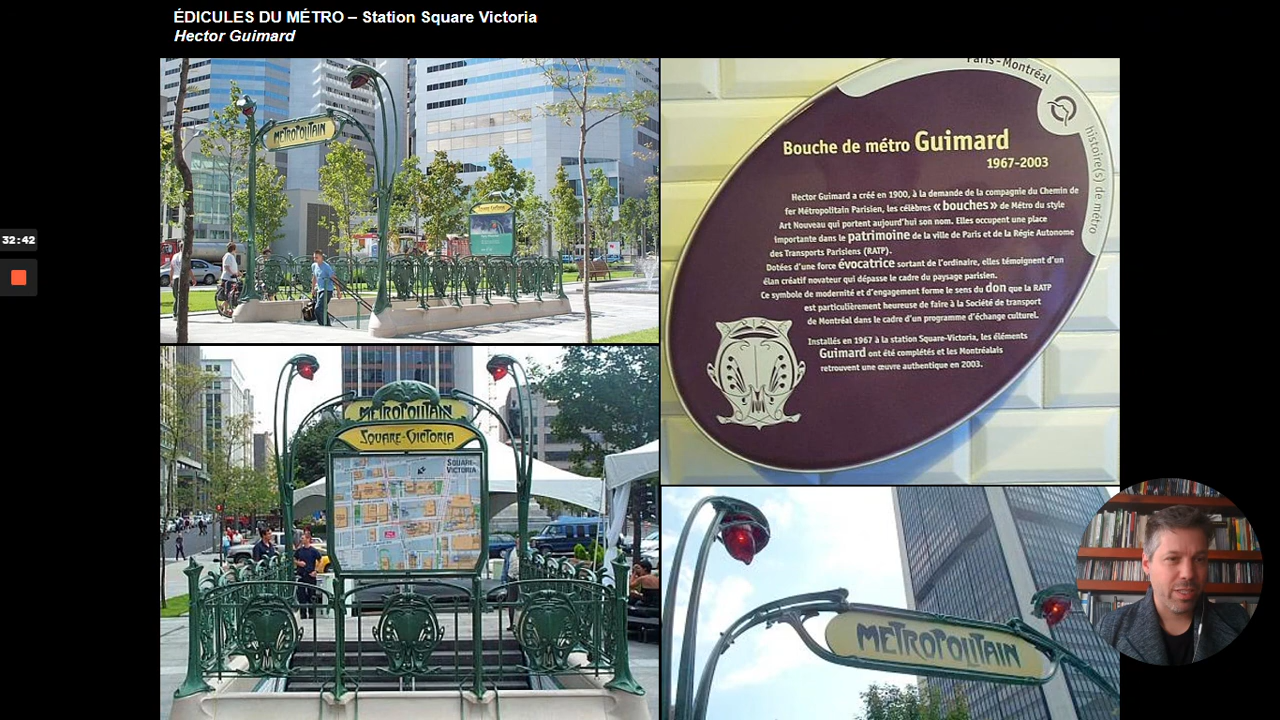 ÉDICULES DU MÉTRO – Station Square Victoria
Hector Guimard
32:42
METROPOLITAIN
Paris - Montréal
histoire(s) de métro
Bouche de métro Guimard
1967-2003
Hector Guimard a créé en 1900, à la demande de la compagnie du Chemin de
fer Métropolitain Parisien, les célèbres « bouches » de Métro du style
Art Nouveau qui portent aujourd'hui son nom. Elles occupent une place
importante dans le patrimoine de la ville de Paris et de la Régie Autonome
des Transports Parisiens (RATP).
Dotées d'une force évocatrice sortant de l'ordinaire, elles témoignent d'un
élan créatif novateur qui dépasse le cadre du paysage parisien.
Ce symbole de modernité et d'engagement forme le sens du don que la RATP
est particulièrement heureuse de faire à la Société de transport
de Montréal dans le cadre d'un programme d'échange culturel.
Installés en 1967 à la station Square-Victoria, les éléments
Guimard ont été complétés et les Montréalais
retrouvent une œuvre authentique en 2003.
METROPOLITAIN
SQUARE-VICTORIA
SQUARE-
VICTORIA
METROPOLITAIN